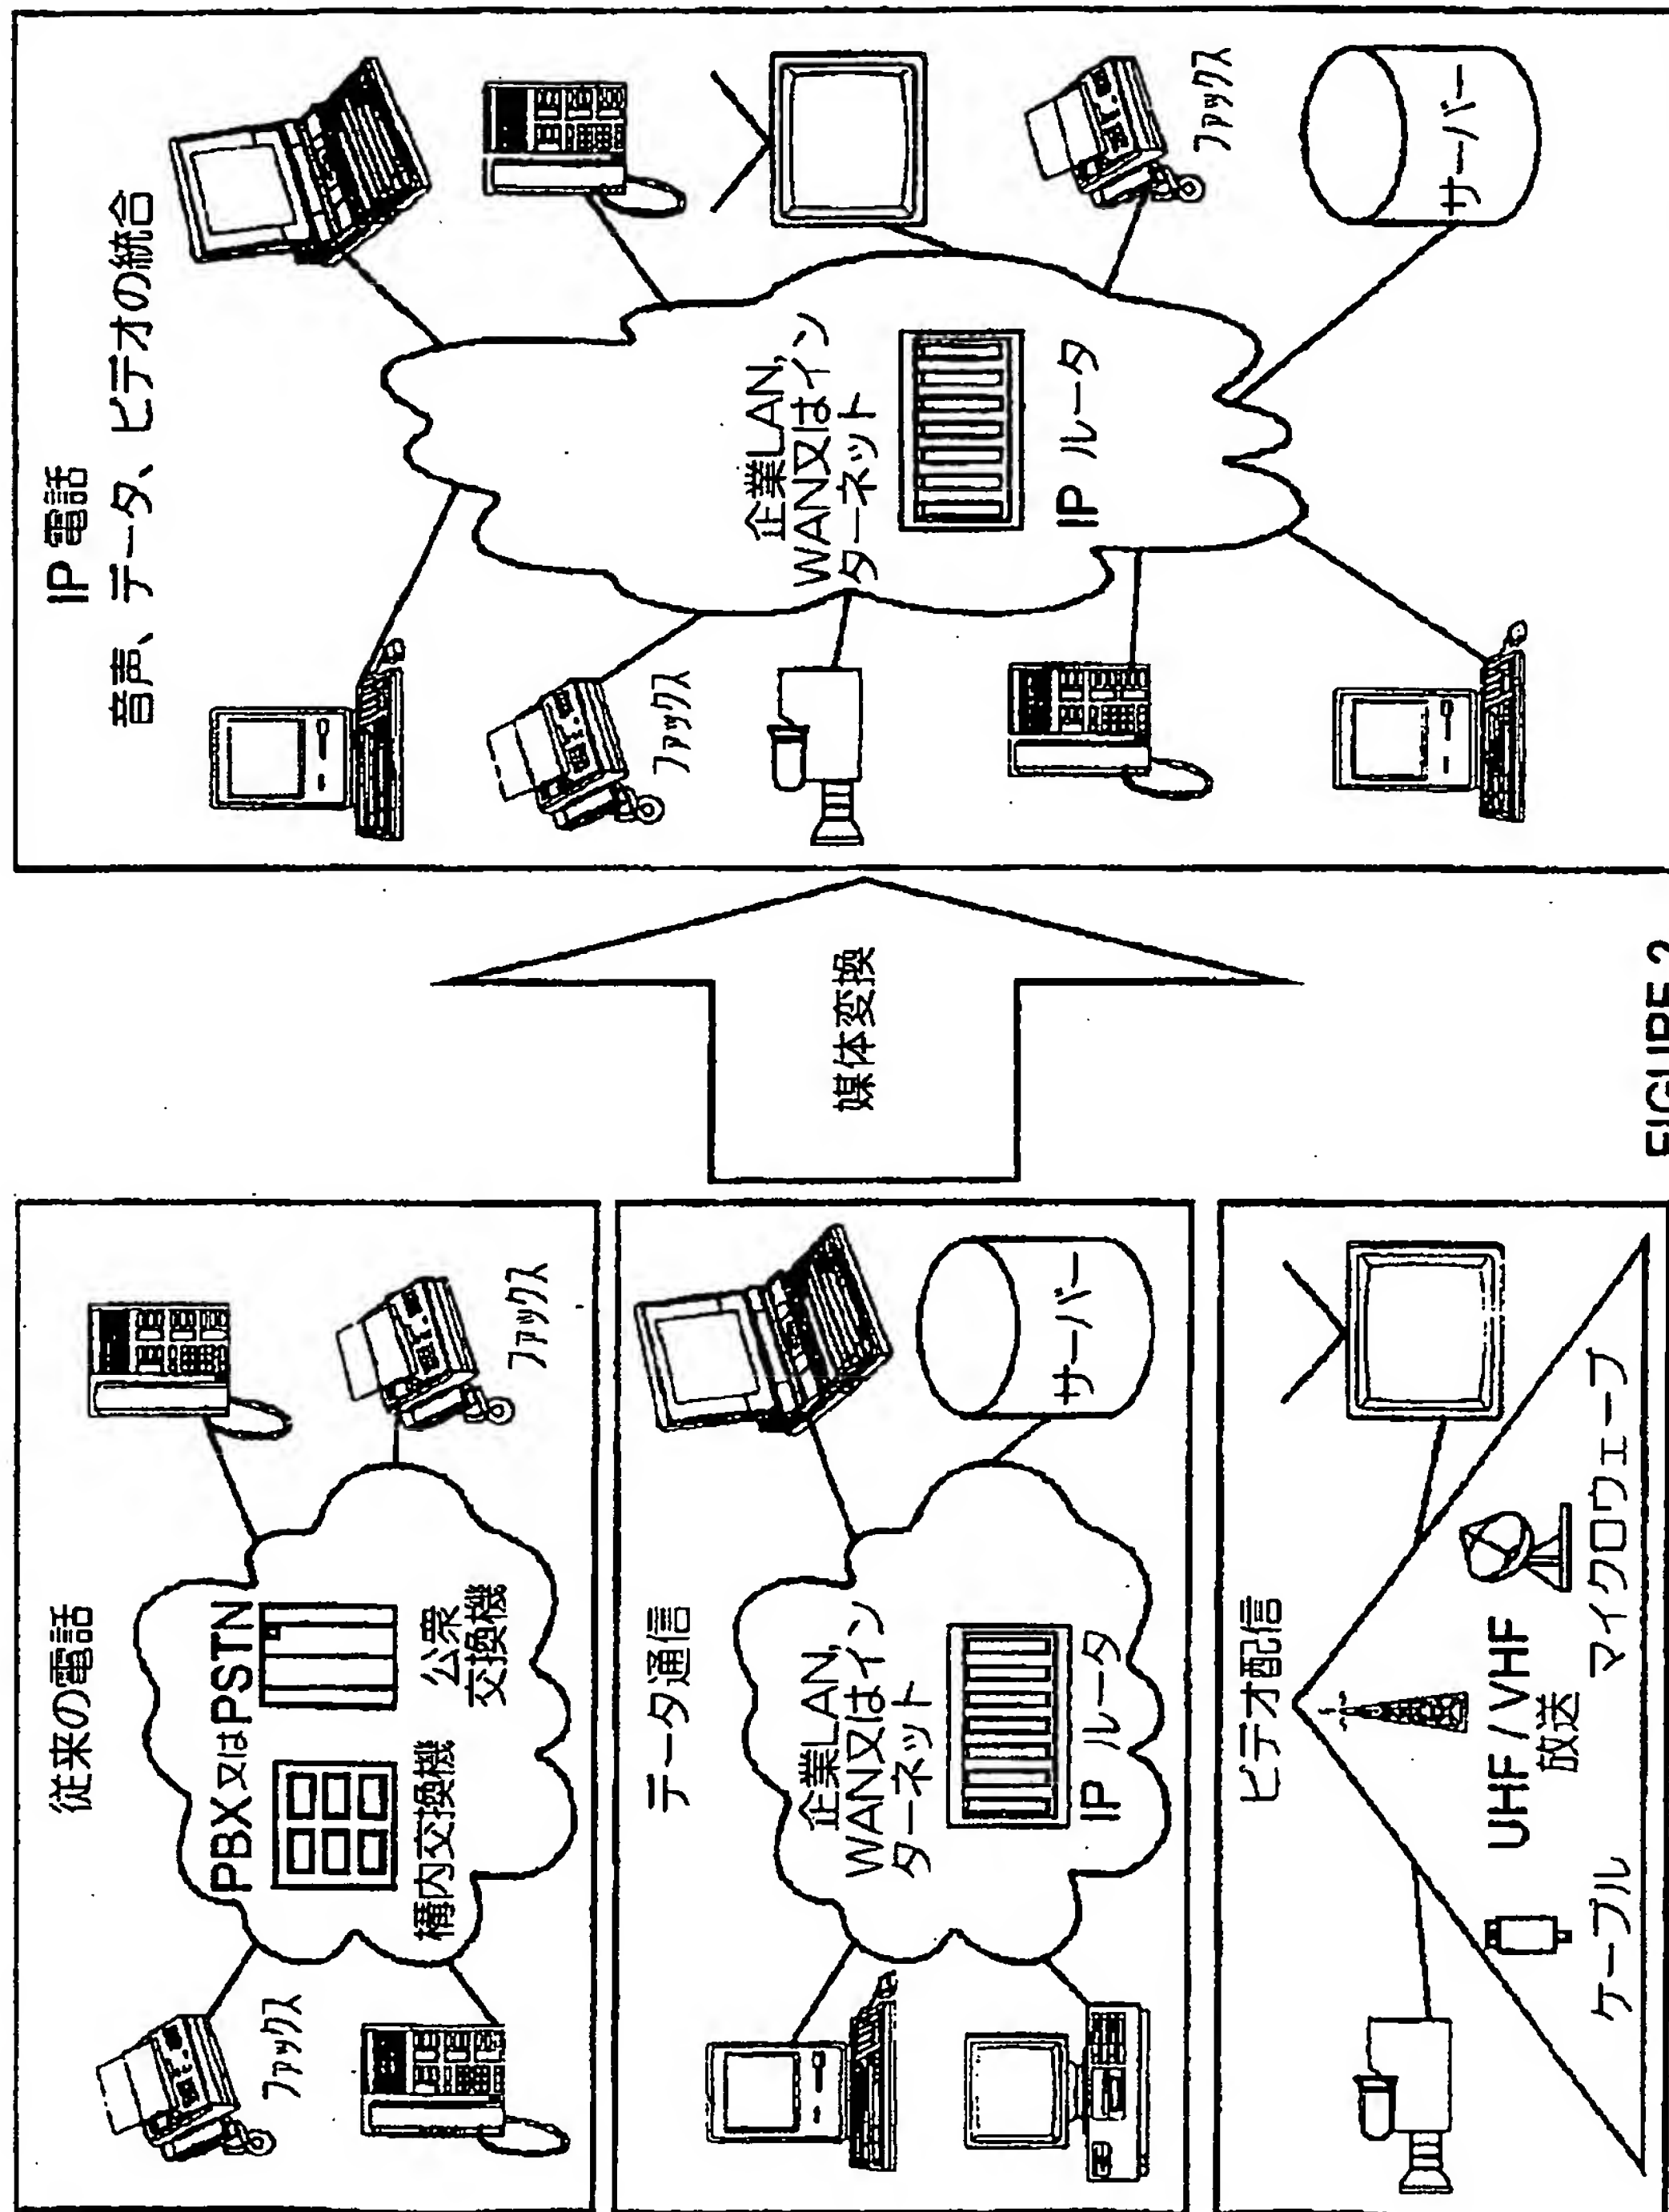 従来の電話
PBX又はPSTN
構内交換機
公衆
交換機
ファックス
ファックス
データ通信
企業LAN,
WAN又はイン
ターネット
IP ルータ
サーバー
ビデオ配信
UHF/VHF
放送
ケーブル
マイクロウェーブ
媒体変換
IP 電話
音声、データ、ビデオの統合
企業LAN,
WAN又はイン
ターネット
IP ルータ
ファックス
ファックス
サーバー
FIGURE 2